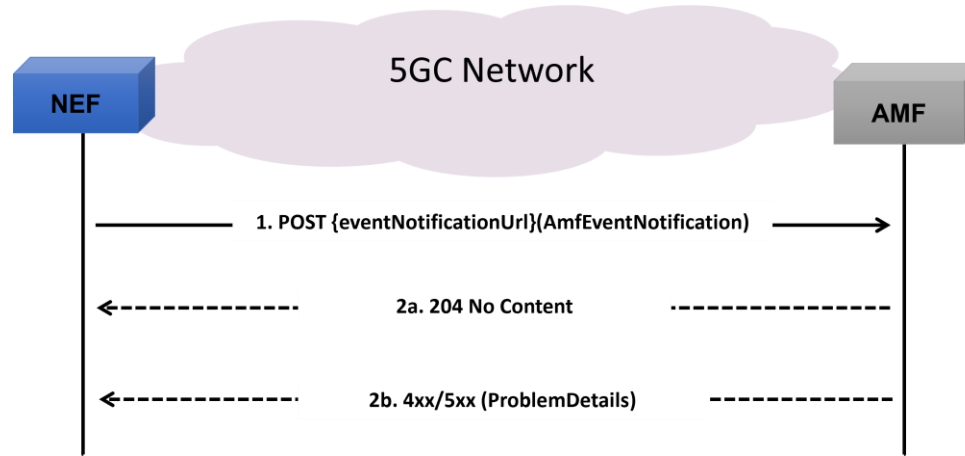 5GC Network
NEF
AMF
1. POST {eventNotificationUrl}(AmfEventNotification)
2a. 204 No Content
2b. 4xx/5xx (ProblemDetails)